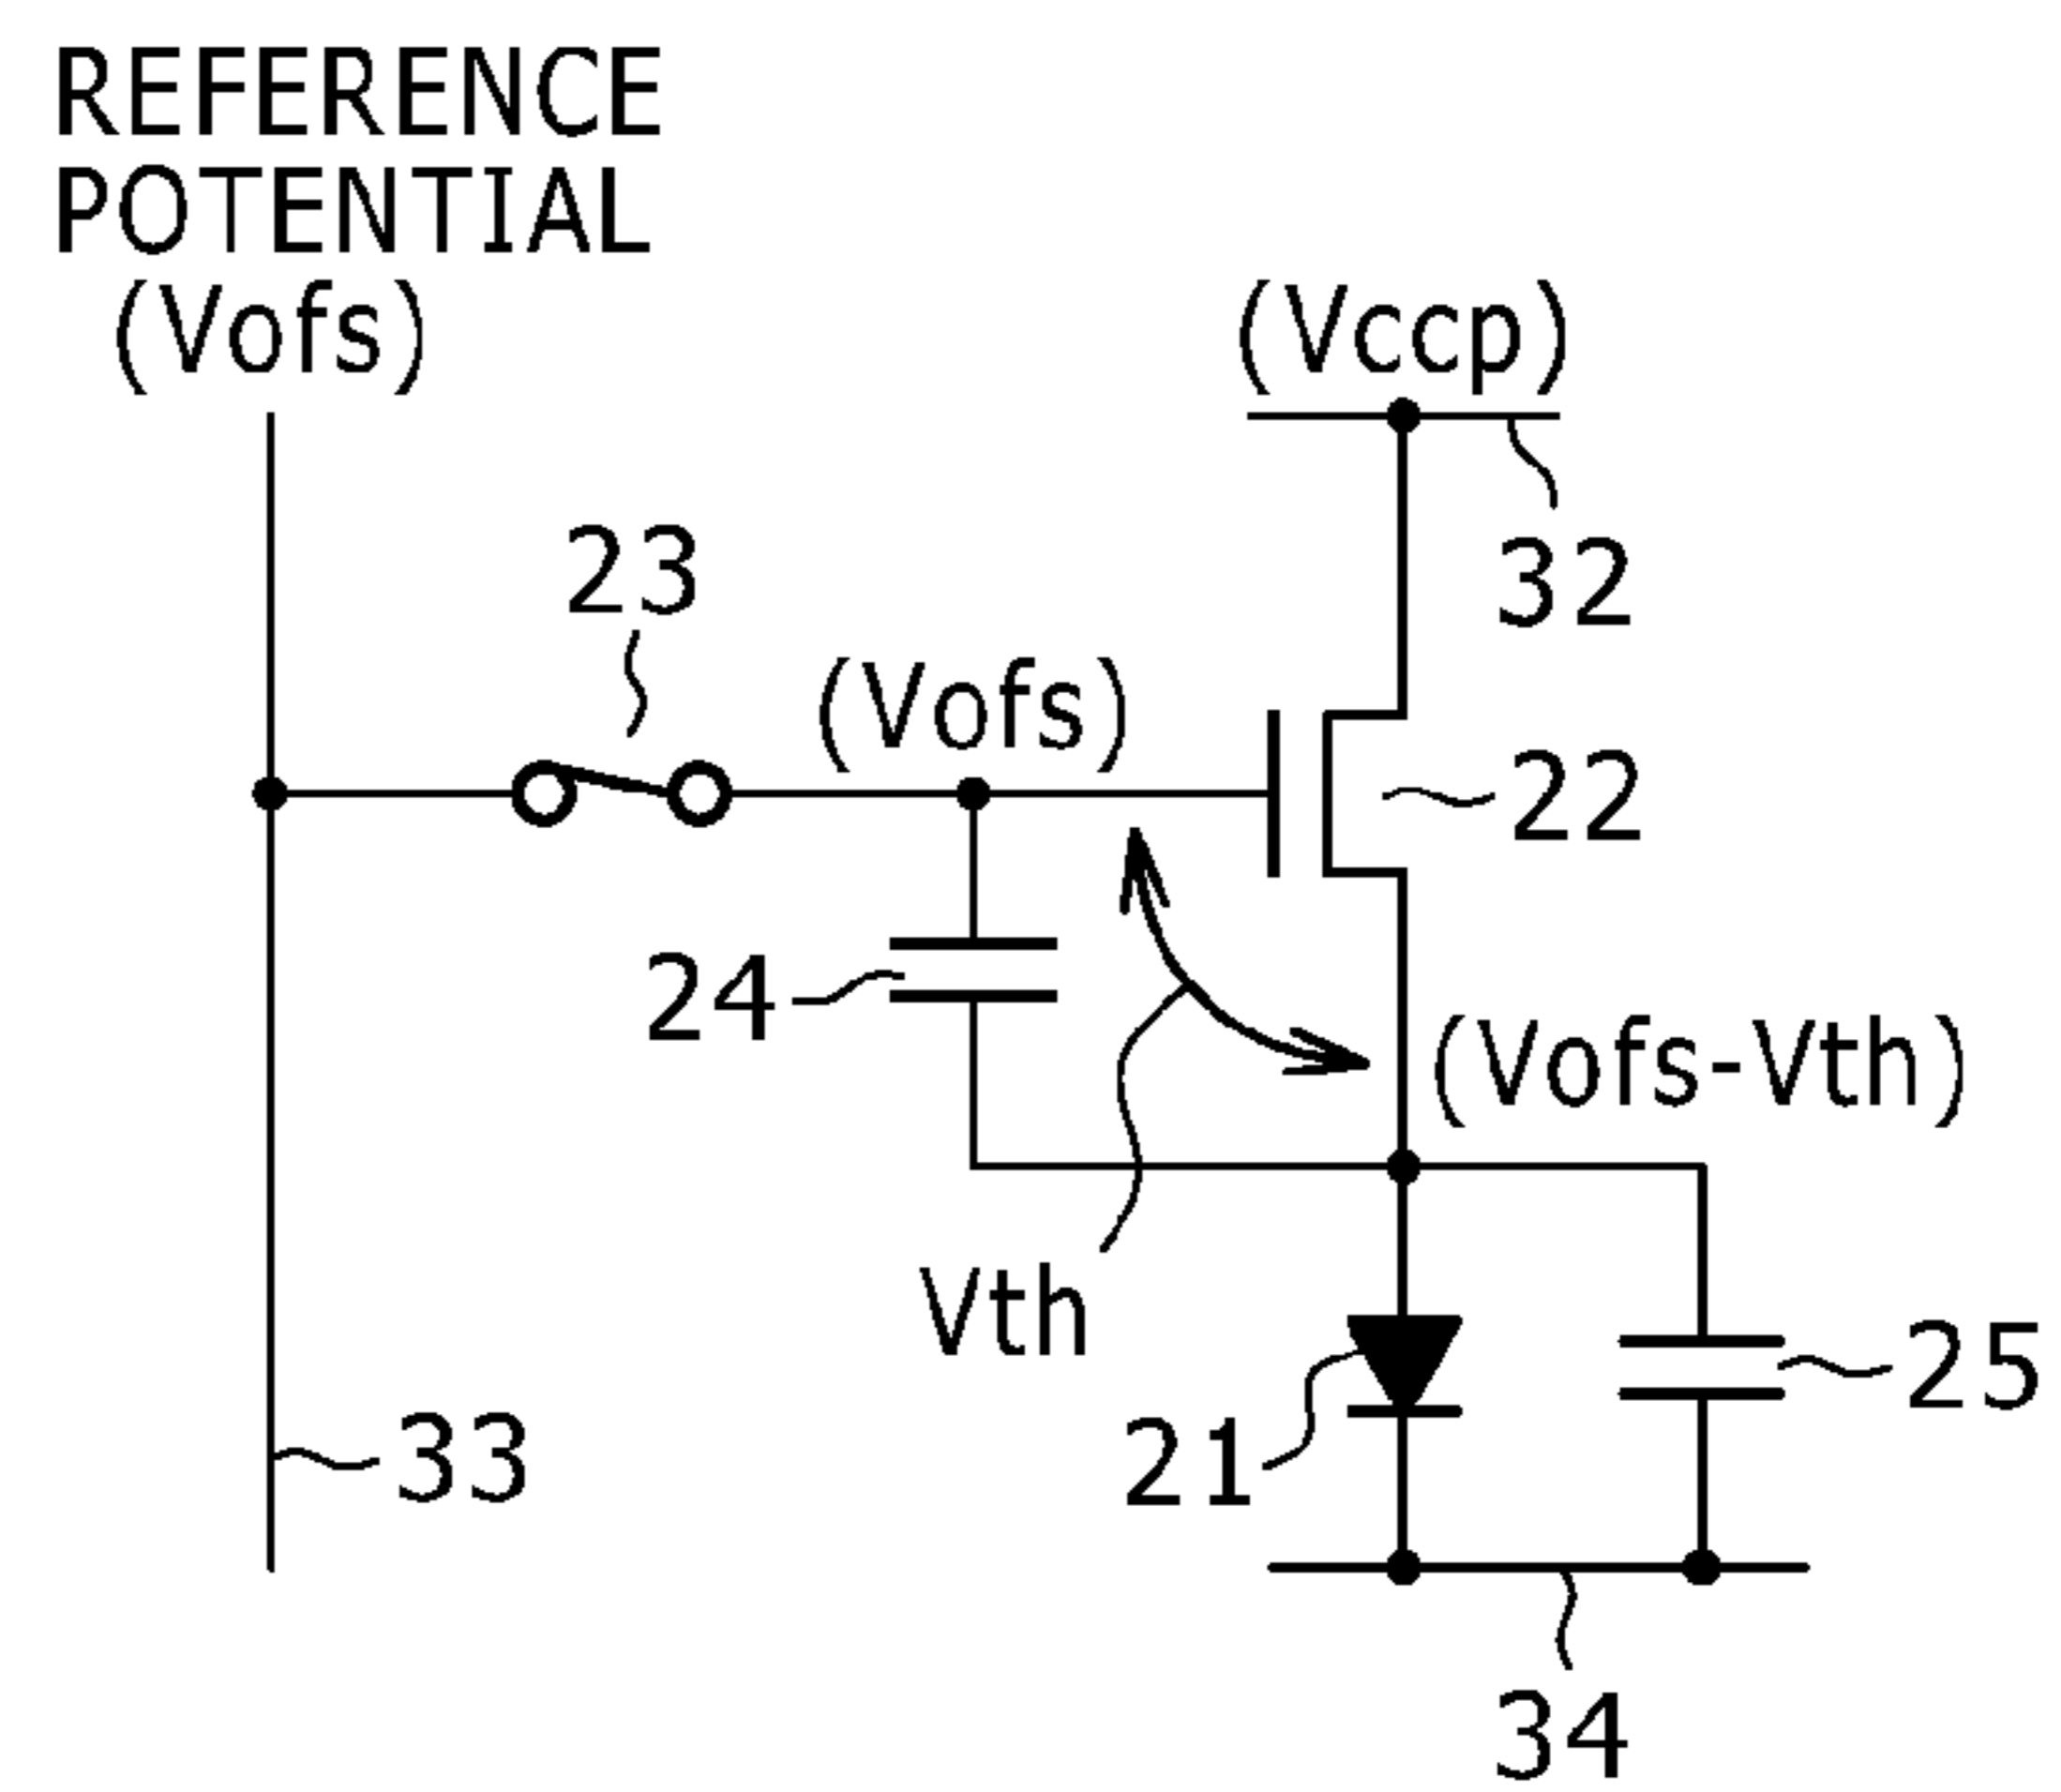 REFERENCE
POTENTIAL
(Vofs)
(Vccp)
32
23
(Vofs)
22
24
(Vofs-Vth)
Vth
25
21
33
34